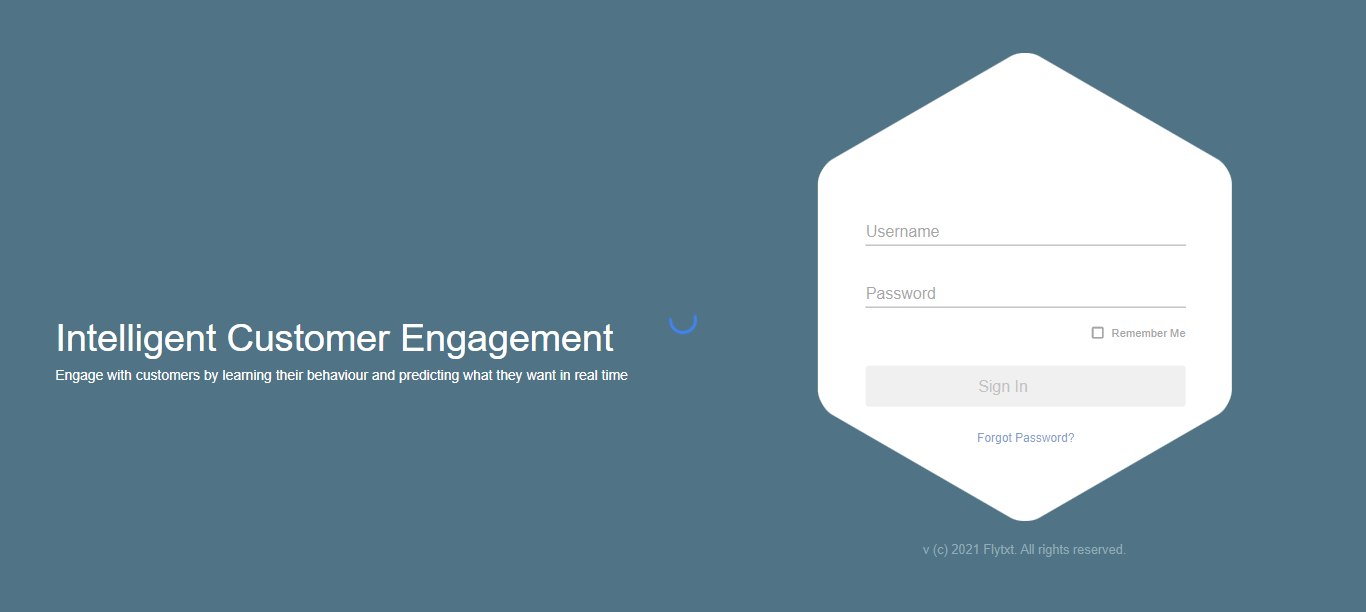 Intelligent Customer Engagement
Engage with customers by learning their behaviour and predicting what they want in real time
Username
Password
Remember Me
Sign In
Forgot Password?
v (c) 2021 Flytxt. All rights reserved.